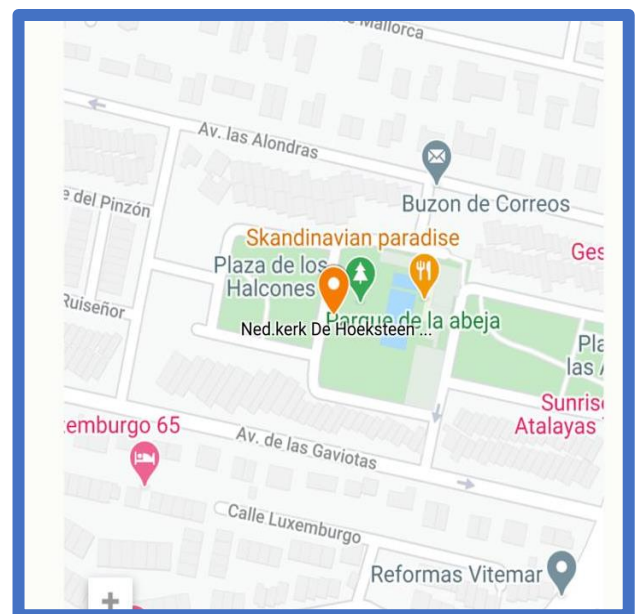 Mallorca
Av. las Alondras
Buzon de Correos
e del Pinzón
Skandinavian paradise
Ges
Plaza de los
Halcones
Ruiseñor
Parque de la abeja
Ned.kerk De Hoeksteen ...
Pla
las
Sunris
Atalayas
emburgo 65
Av. de las Gaviotas
Calle Luxemburgo
Reformas Vitemar
+